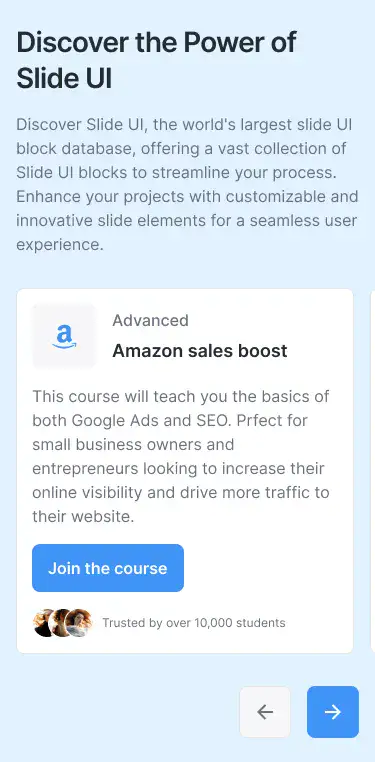 Discover the Power of
Slide UI
Discover Slide UI, the world's largest slide UI
block database, offering a vast collection of
Slide UI blocks to streamline your process.
Enhance your projects with customizable and
innovative slide elements for a seamless user
experience.
a
Advanced
Amazon sales boost
This course will teach you the basics of
both Google Ads and SEO. Prfect for
small business owners and
entrepreneurs looking to increase their
online visibility and drive more traffic to
their website.
Join the course
Trusted by over 10,000 students